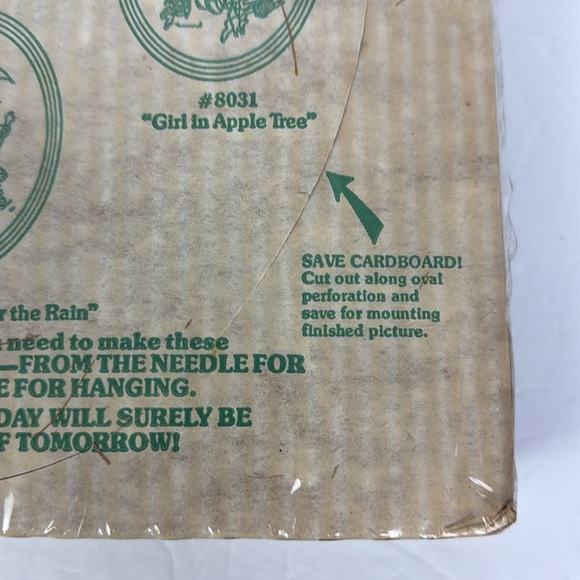 #8031
"Girl in Apple Tree"
SAVE CARDBOARD!
Cut out along oval
perforation and
save for mounting
finished picture.
the Rain"
need to make these
—FROM THE NEEDLE FOR
FOR HANGING.
DAY WILL SURELY BE
TOMORROW!